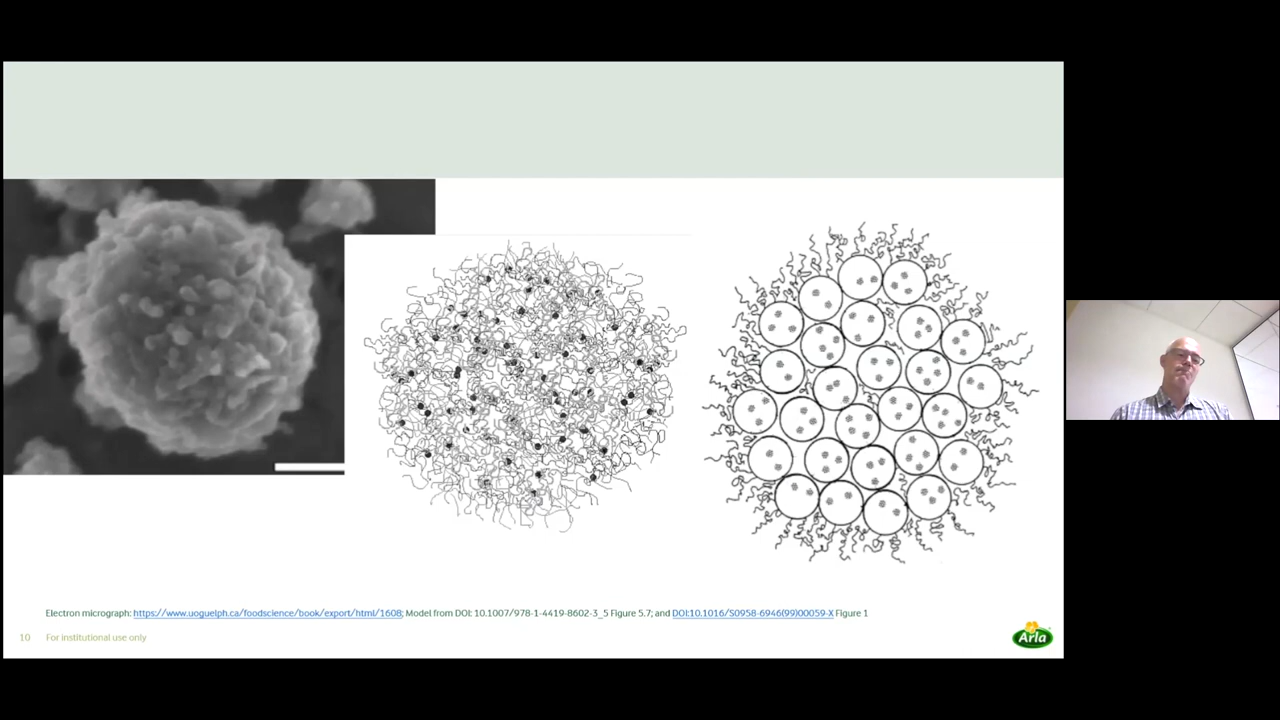 Electron micrograph: https://www.uoguelph.ca/foodscience/book/export/html/1608; Model from DOI: 10.1007/978-1-4419-8602-3_5 Figure 5.7; and DOI:10.1016/S0958-6946(99)00059-X Figure 1
10 For institutional use only
Arla